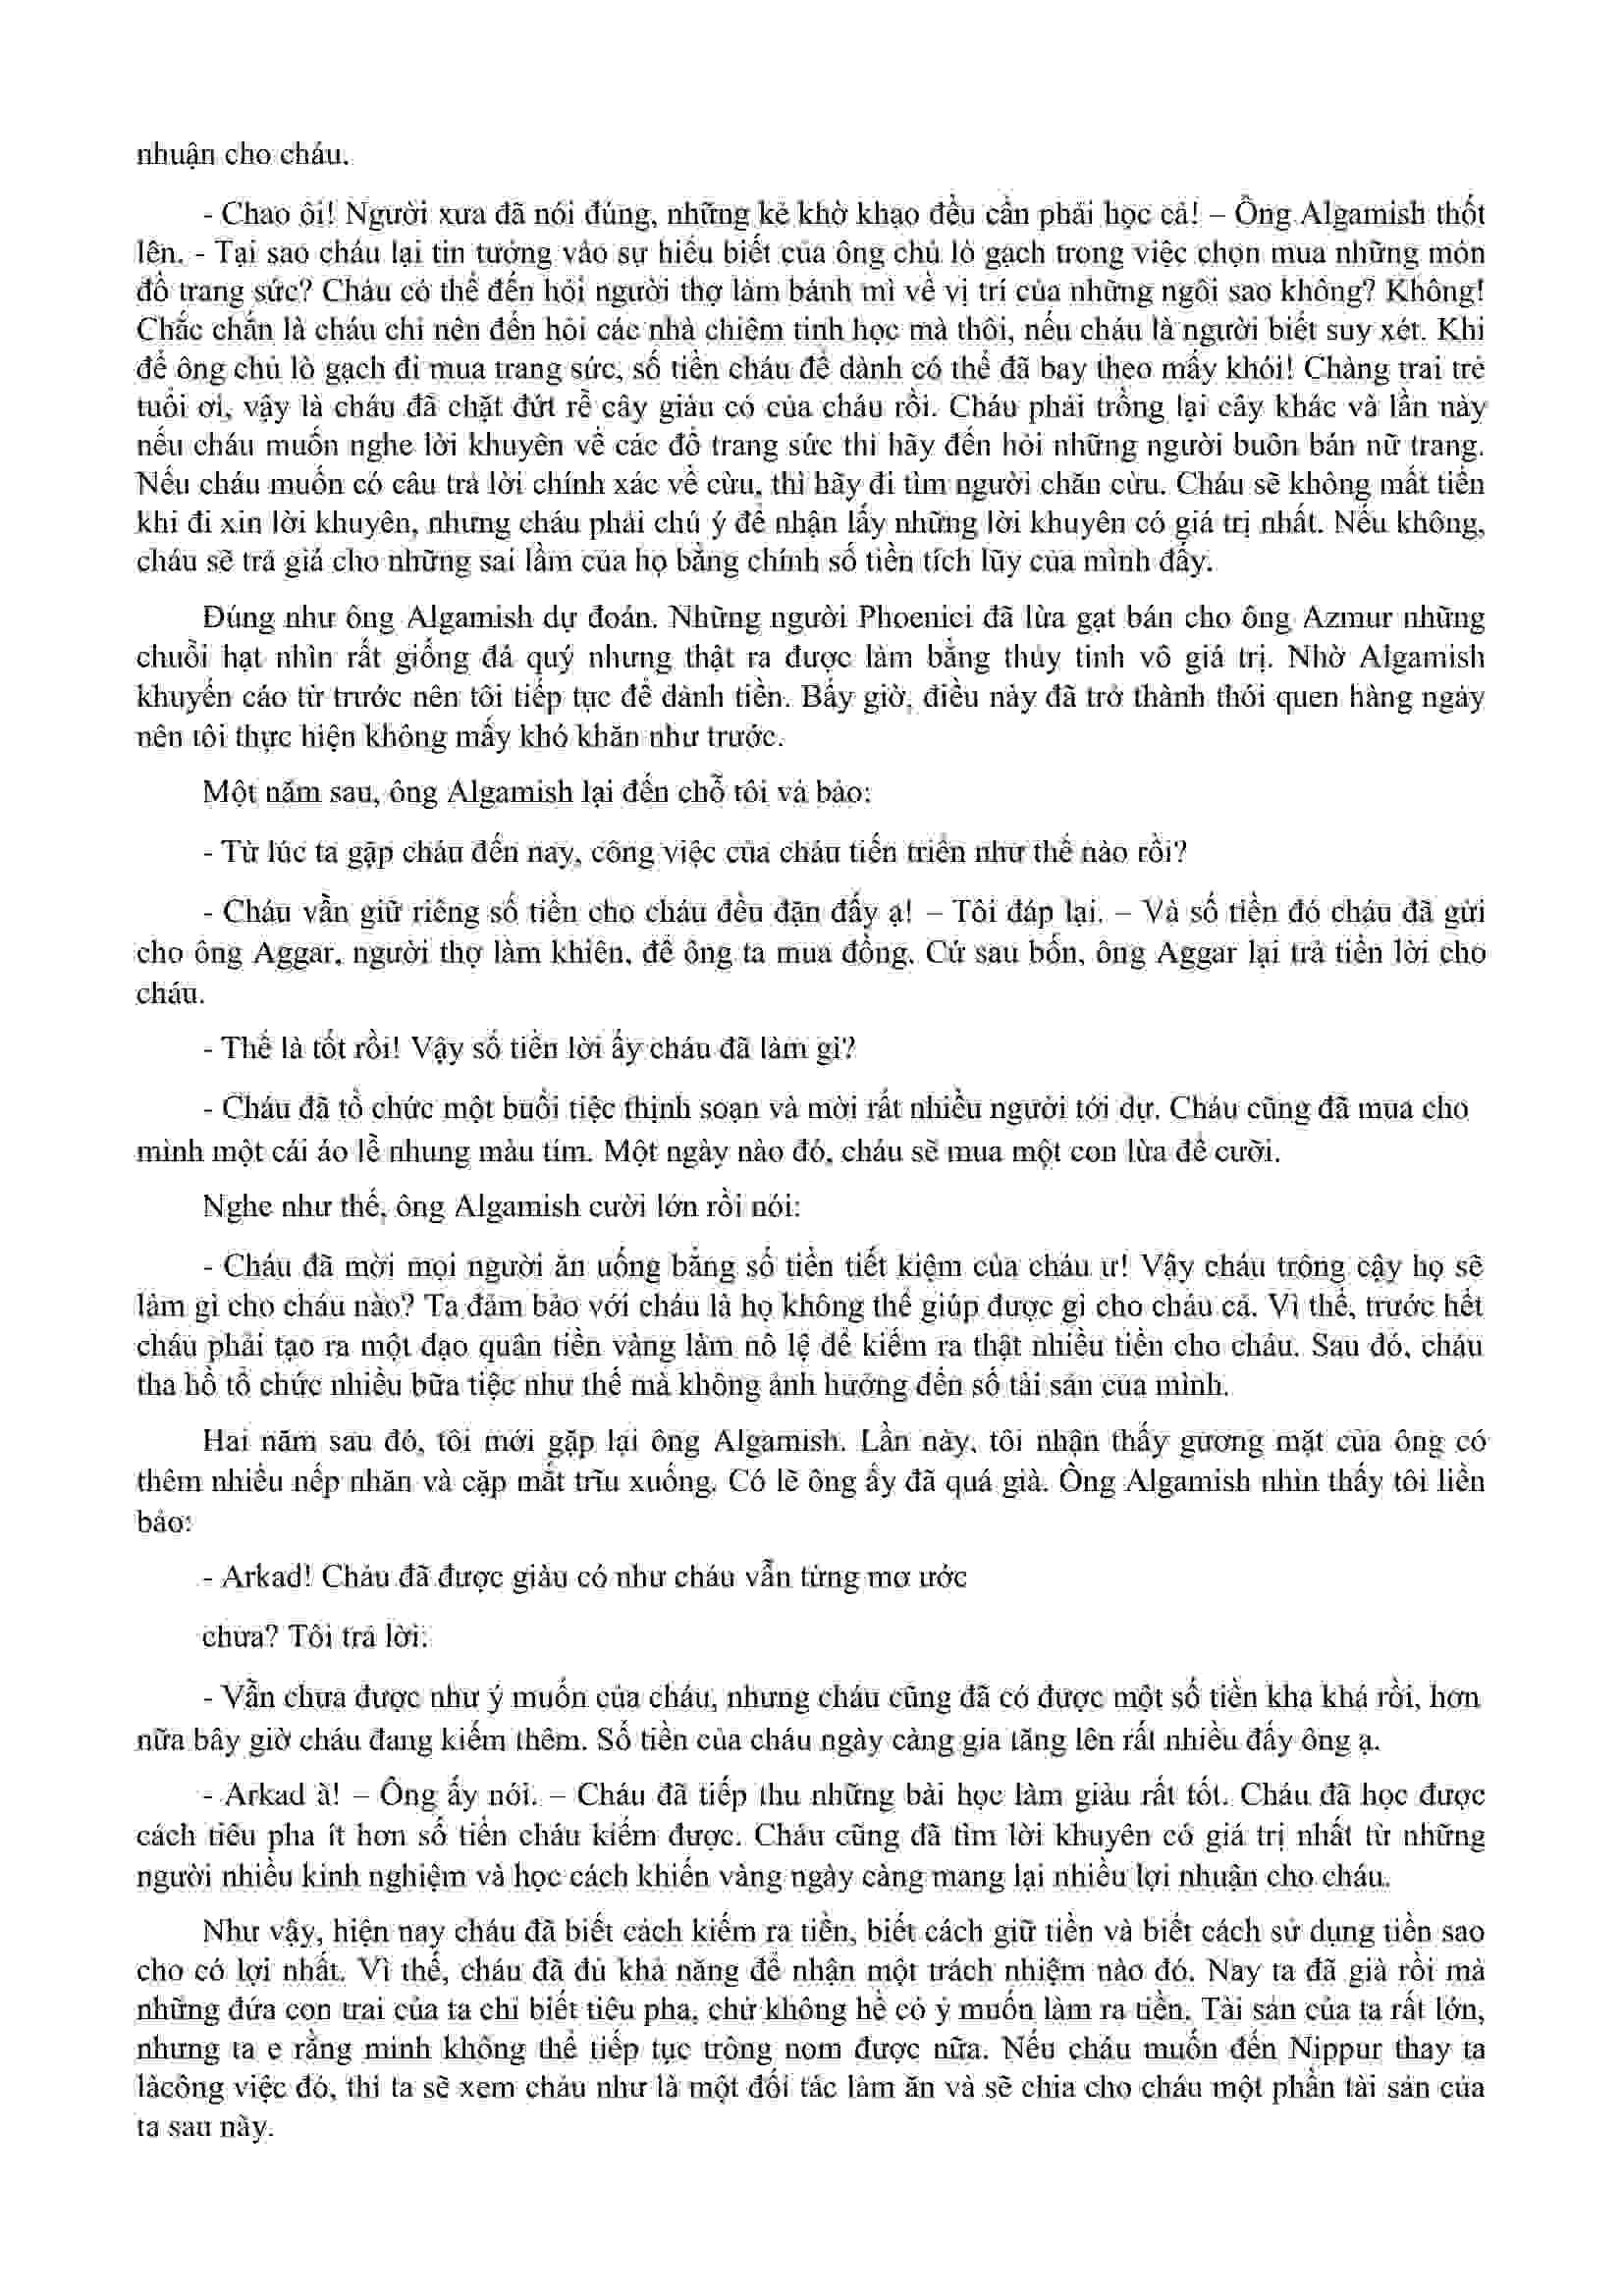 nhuận cho cháu.
- Chao ôi! Người xưa đã nói đúng, những kẻ khờ khạo đều cần phải học cả! – Ông Algamish thốt
lên. - Tại sao cháu lại tin tưởng vào sự hiểu biết của ông chủ lò gạch trong việc chọn mua những món
đồ trang sức? Cháu có thể đến hỏi người thợ làm bánh mì về vị trí của những ngôi sao không? Không!
Chắc chắn là cháu chỉ nên đến hỏi các nhà chiêm tinh học mà thôi, nếu cháu là người biết suy xét. Khi
để ông chủ lò gạch đi mua trang sức, số tiền cháu để dành có thể đã bay theo mấy khói! Chàng trai trẻ
tuổi ơi, vậy là cháu đã chặt đứt rễ cây giàu có của cháu rồi. Cháu phải trồng lại cây khác và lần này
nếu cháu muốn nghe lời khuyên về các đồ trang sức thì hãy đến hỏi những người buôn bán nữ trang.
Nếu cháu muốn có câu trả lời chính xác về cừu, thì hãy đi tìm người chăn cừu. Cháu sẽ không mất tiền
khi đi xin lời khuyên, nhưng cháu phải chú ý để nhận lấy những lời khuyên có giá trị nhất. Nếu không,
cháu sẽ trả giá cho những sai lầm của họ bằng chính số tiền tích lũy của mình đấy.
Đúng như ông Algamish dự đoán. Những người Phoenici đã lừa gạt bán cho ông Azmur những
chuỗi hạt nhìn rất giống đá quý nhưng thật ra được làm bằng thủy tinh vô giá trị. Nhờ Algamish
khuyến cáo từ trước nên tôi tiếp tục để dành tiền. Bấy giờ, điều này đã trở thành thói quen hàng ngày
nên tôi thực hiện không mấy khó khăn như trước.
Một năm sau, ông Algamish lại đến chỗ tôi và bảo:
- Từ lúc ta gặp cháu đến nay, công việc của cháu tiến triển như thế nào rồi?
- Cháu vẫn giữ riêng số tiền cho cháu đều đặn đấy ạ! – Tôi đáp lại. – Và số tiền đó cháu đã gửi
cho ông Aggar, người thợ làm khiên, để ông ta mua đồng. Cứ sau bốn, ông Aggar lại trả tiền lời cho
cháu.
- Thế là tốt rồi! Vậy số tiền lời ấy cháu đã làm gì?
- Cháu đã tổ chức một buổi tiệc thịnh soạn và mời rất nhiều người tới dự. Cháu cũng đã mua cho
mình một cái áo lễ nhung màu tím. Một ngày nào đó, cháu sẽ mua một con lừa để cưỡi.
Nghe như thế, ông Algamish cười lớn rồi nói:
- Cháu đã mời mọi người ăn uống bằng số tiền tiết kiệm của cháu ư! Vậy cháu trông cậy họ sẽ
làm gì cho cháu nào? Ta đảm bảo với cháu là họ không thể giúp được gì cho cháu cả. Vì thế, trước hết
cháu phải tạo ra một đạo quân tiền vàng làm nô lệ để kiếm ra thật nhiều tiền cho cháu. Sau đó, cháu
tha hồ tổ chức nhiều bữa tiệc như thế mà không ảnh hưởng đến số tài sản của mình.
Hai năm sau đó, tôi mới gặp lại ông Algamish. Lần này, tôi nhận thấy gương mặt của ông có
thêm nhiều nếp nhăn và cặp mắt trĩu xuống. Có lẽ ông ấy đã quá già. Ông Algamish nhìn thấy tôi liền
bảo:
- Arkad! Cháu đã được giàu có như cháu vẫn từng mơ ước
chưa? Tôi trả lời:
- Vẫn chưa được như ý muốn của cháu, nhưng cháu cũng đã có được một số tiền kha khá rồi, hơn
nữa bây giờ cháu đang kiếm thêm. Số tiền của cháu ngày càng gia tăng lên rất nhiều đấy ông ạ.
- Arkad à! – Ông ấy nói. – Cháu đã tiếp thu những bài học làm giàu rất tốt. Cháu đã học được
cách tiêu pha ít hơn số tiền cháu kiếm được. Cháu cũng đã tìm lời khuyên có giá trị nhất từ những
người nhiều kinh nghiệm và học cách khiến vàng ngày càng mang lại nhiều lợi nhuận cho cháu.
Như vậy, hiện nay cháu đã biết cách kiếm ra tiền, biết cách giữ tiền và biết cách sử dụng tiền sao
cho có lợi nhất. Vì thế, cháu đã đủ khả năng để nhận một trách nhiệm nào đó. Nay ta đã già rồi mà
những đứa con trai của ta chỉ biết tiêu pha, chứ không hề có ý muốn làm ra tiền. Tài sản của ta rất lớn,
nhưng ta e rằng mình không thể tiếp tục trông nom được nữa. Nếu cháu muốn đến Nippur thay ta
làcông việc đó, thì ta sẽ xem cháu như là một đối tác làm ăn và sẽ chia cho cháu một phần tài sản của
ta sau này.